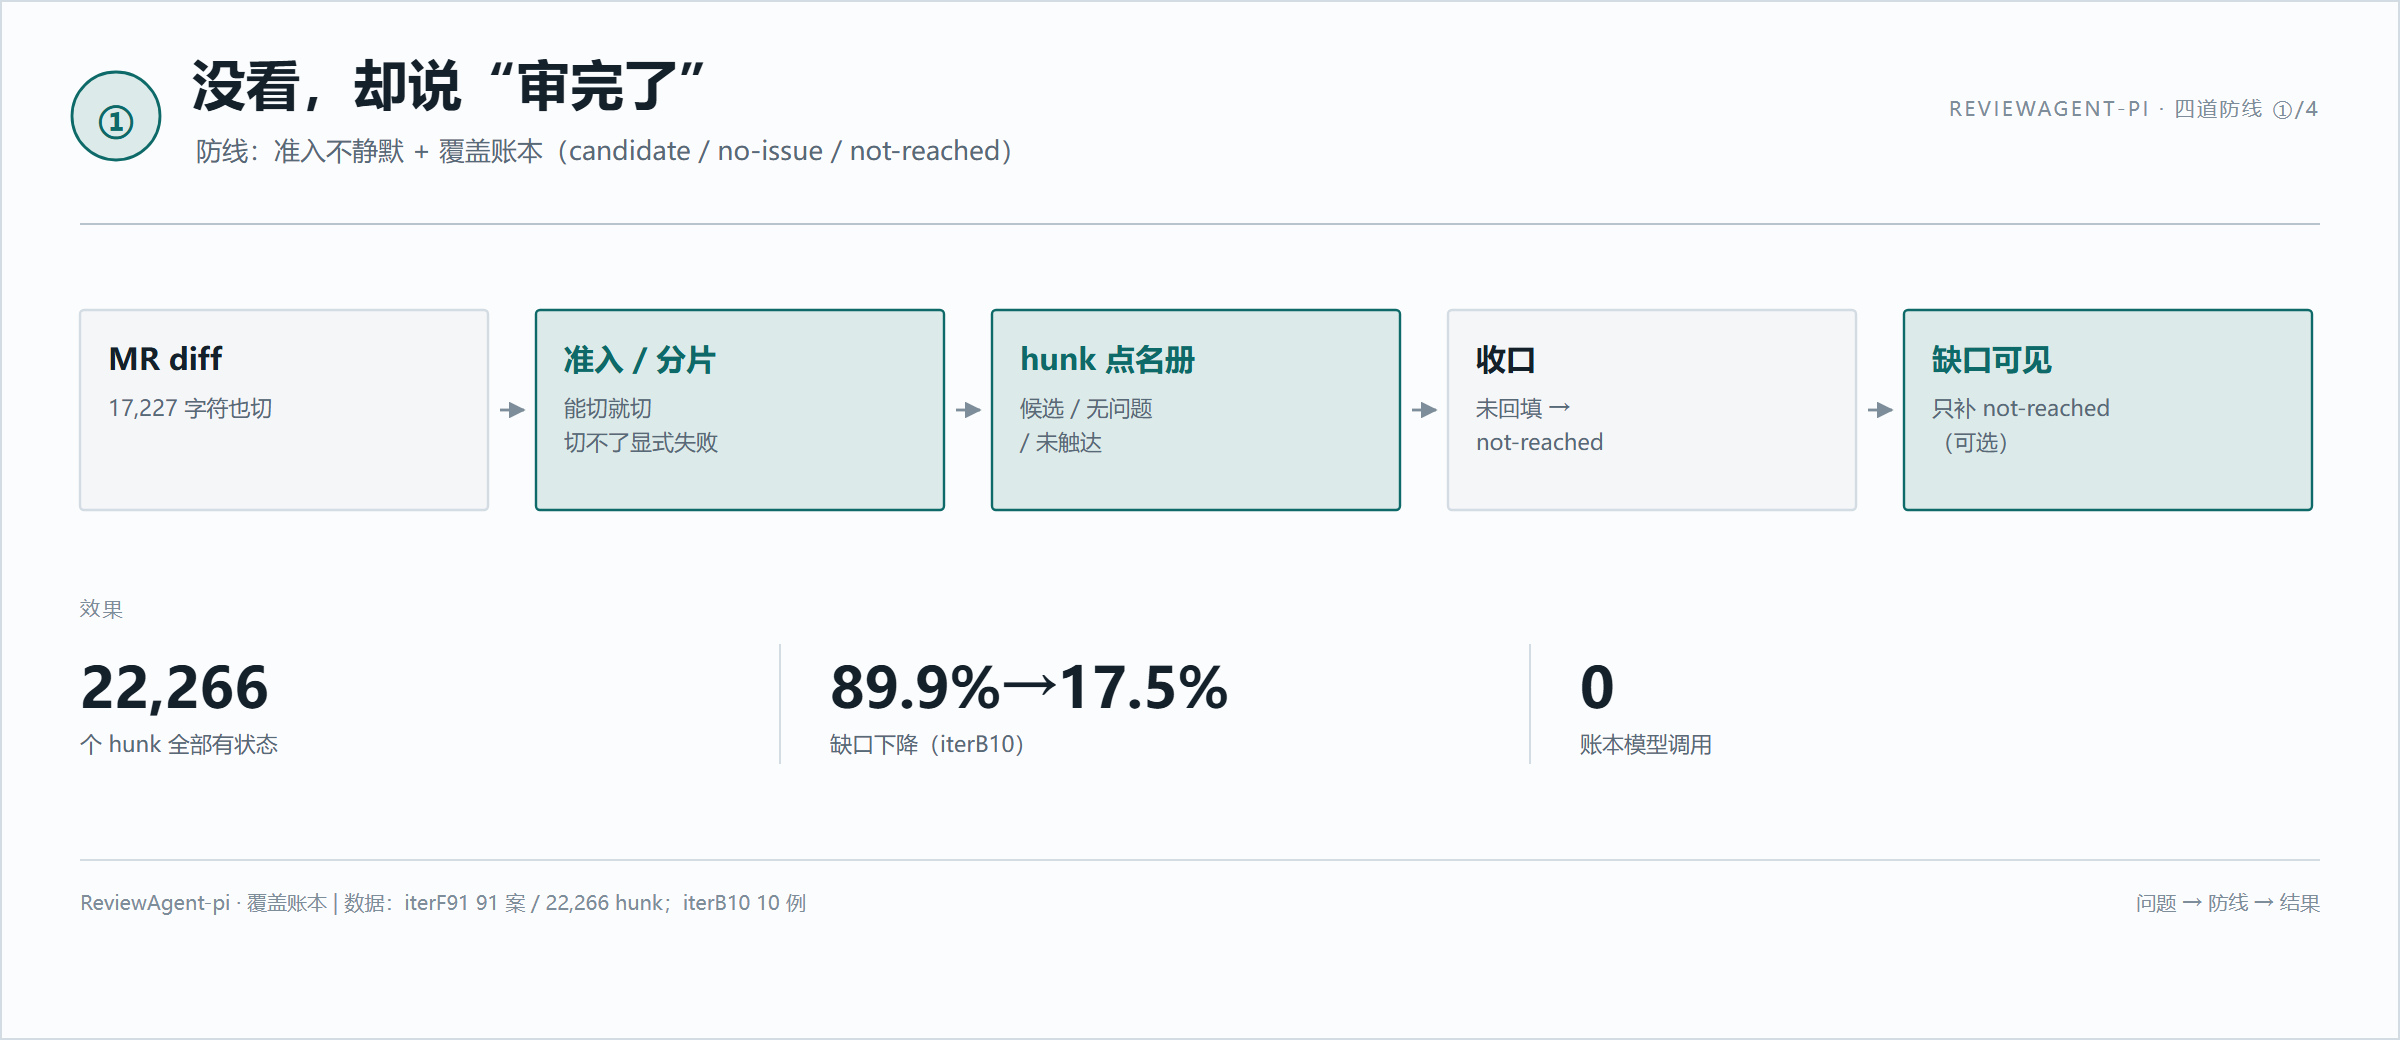 ①
没看，却说“审完了”
防线：准入不静默 + 覆盖账本（candidate / no-issue / not-reached）
REVIEWAGENT-PI · 四道防线 ①/4
MR diff
17,227 字符也切
准入 / 分片
能切就切
切不了显式失败
hunk 点名册
候选 / 无问题
/ 未触达
收口
未回填 →
not-reached
缺口可见
只补 not-reached
（可选）
效果
22,266
个 hunk 全部有状态
89.9%→17.5%
缺口下降（iterB10）
0
账本模型调用
ReviewAgent-pi · 覆盖账本 | 数据：iterF91 91 案 / 22,266 hunk；iterB10 10 例
问题 → 防线 → 结果